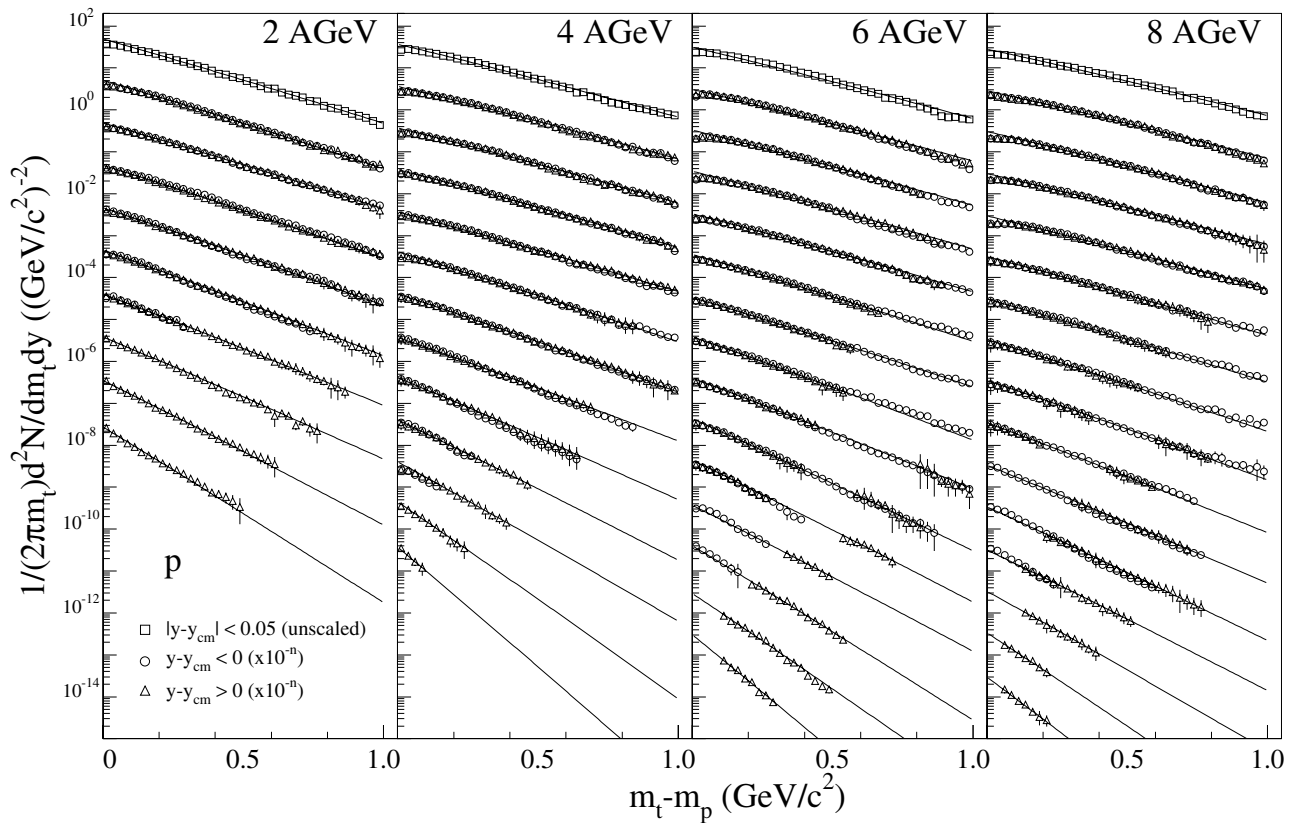 2 AGeV 4 AGeV 6 AGeV 8 AGeV
1/(2πm_t)d^2N/dm_tdy ((GeV/c^2)^-2)
10^2
10^0
10^-2
10^-4
10^-6
10^-8
10^-10
10^-12
10^-14
p
|y-y_cm| < 0.05 (unscaled)
y-y_cm < 0 (x10^-n)
y-y_cm > 0 (x10^-n)
0 0.5 1.0 0.5 1.0 0.5 1.0 0.5 1.0
m_t-m_p (GeV/c^2)